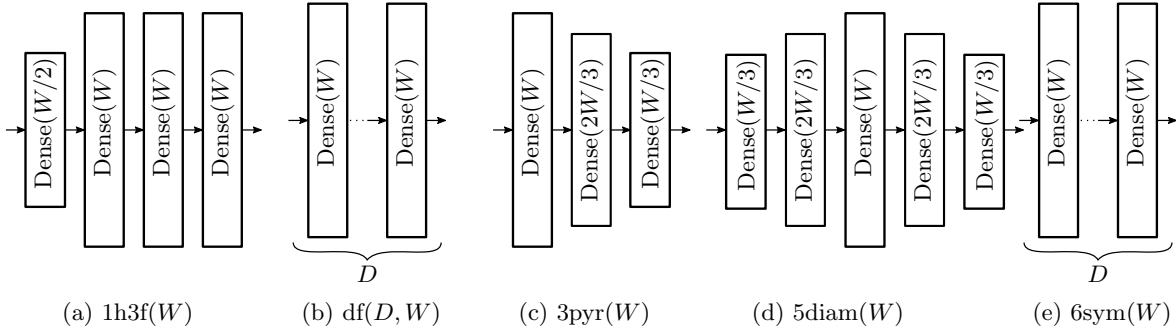 Dense(W/2)
Dense(W)
Dense(W)
Dense(W)
(a) 1h3f(W)
Dense(W)
Dense(W)
D
(b) df(D, W)
Dense(W)
Dense(2W/3)
Dense(W/3)
(c) 3pyr(W)
Dense(W/3)
Dense(2W/3)
Dense(W)
Dense(2W/3)
Dense(W/3)
(d) 5diam(W)
Dense(W)
Dense(W)
D
(e) 6sym(W)